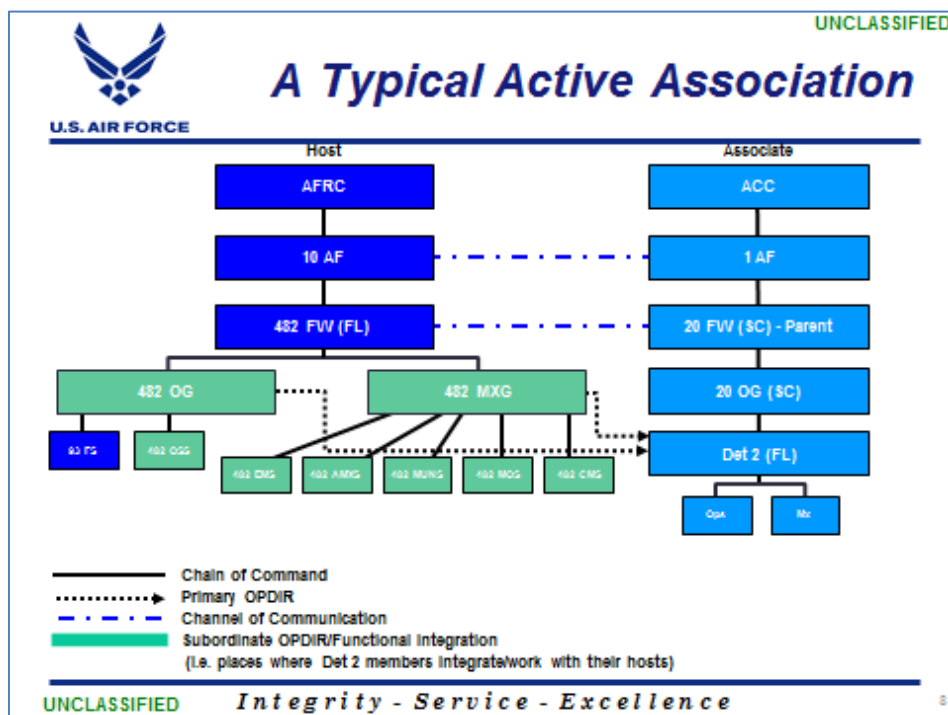 UNCLASSIFIED
A Typical Active Association
U.S. AIR FORCE
Host
Associate
AFRC
ACC
10 AF
1 AF
482 FW (FL)
20 FW (SC) - Parent
482 OG
482 MXG
20 OG (SC)
93 FS
482 OSS
482 EMS
482 AMXS
482 MUNS
482 MOS
482 CMS
Det 2 (FL)
Ops
Mx
Chain of Command
Primary OPDIR
Channel of Communication
Subordinate OPDIR/Functional Integration
(i.e. places where Det 2 members integrate/work with their hosts)
UNCLASSIFIED
Integrity - Service - Excellence
8